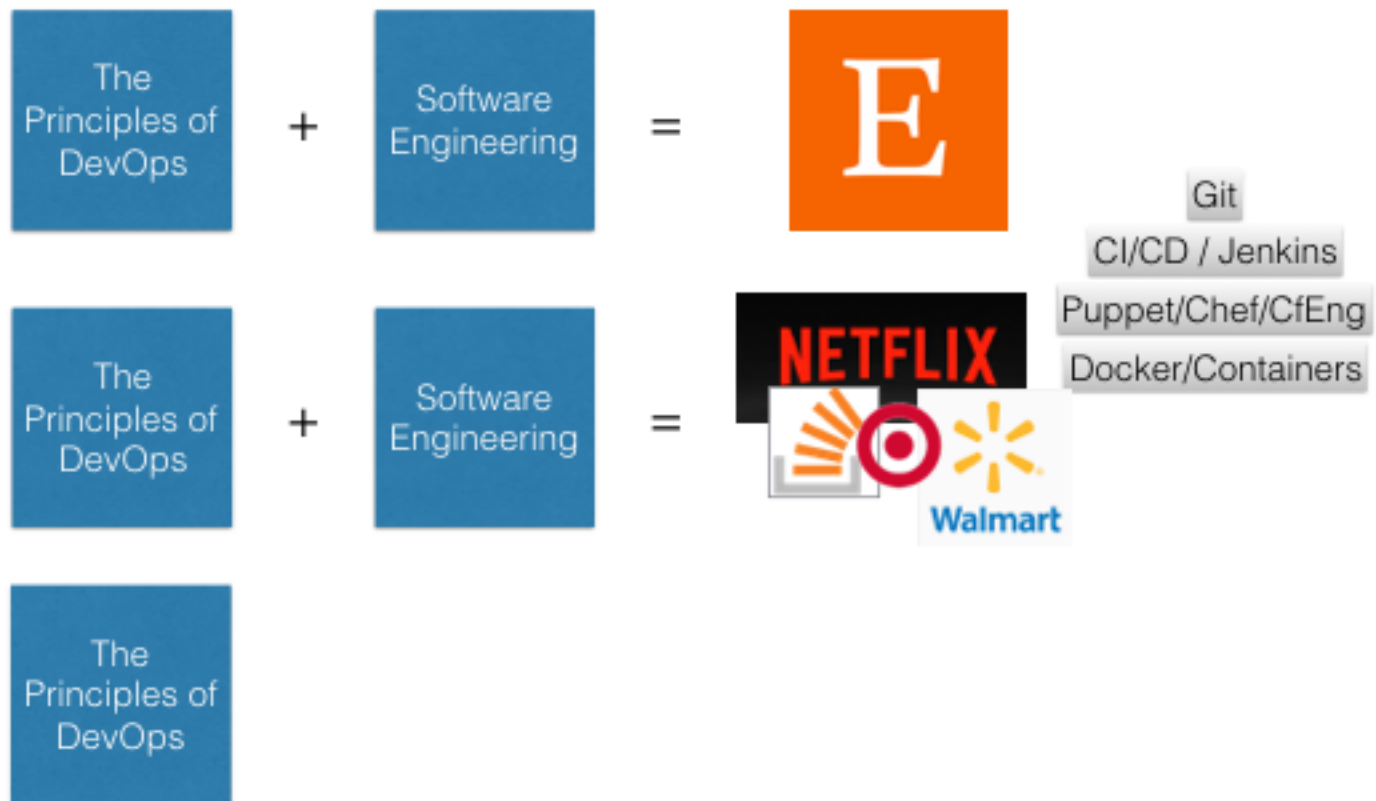 The
Principles of
DevOps
+
Software
Engineering
=
E
Git
CI/CD / Jenkins
Puppet/Chef/CfEng
Docker/Containers
The
Principles of
DevOps
+
Software
Engineering
=
NETFLIX
Walmart
The
Principles of
DevOps